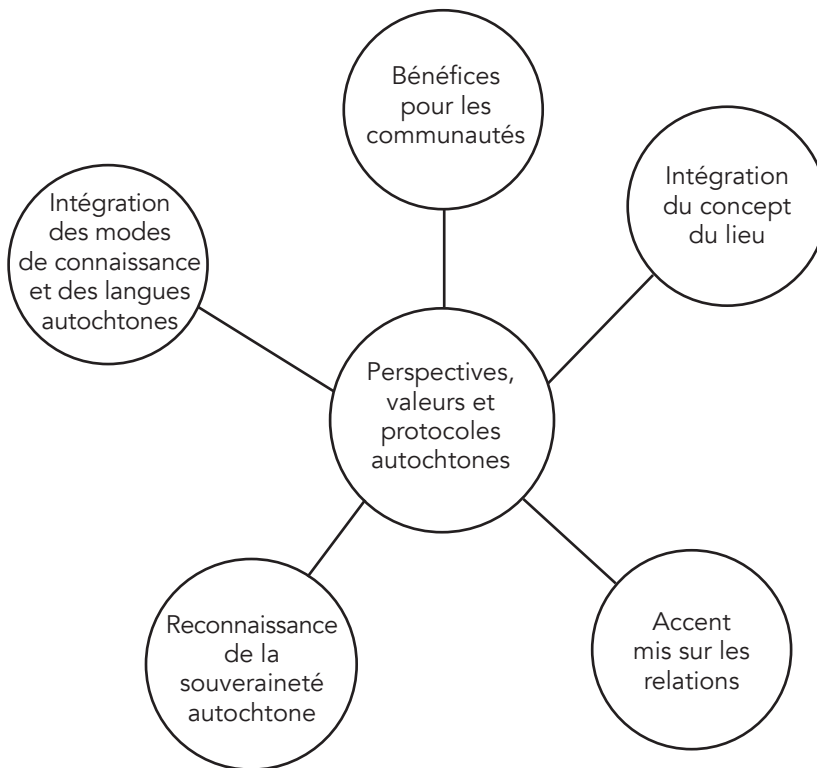 Bénéfices
pour les
communautés
Intégration
du concept
du lieu
Intégration
des modes
de connaissance
et des langues
autochtones
Perspectives,
valeurs et
protocoles
autochtones
Reconnaissance
de la
souveraineté
autochtone
Accent
mis sur les
relations